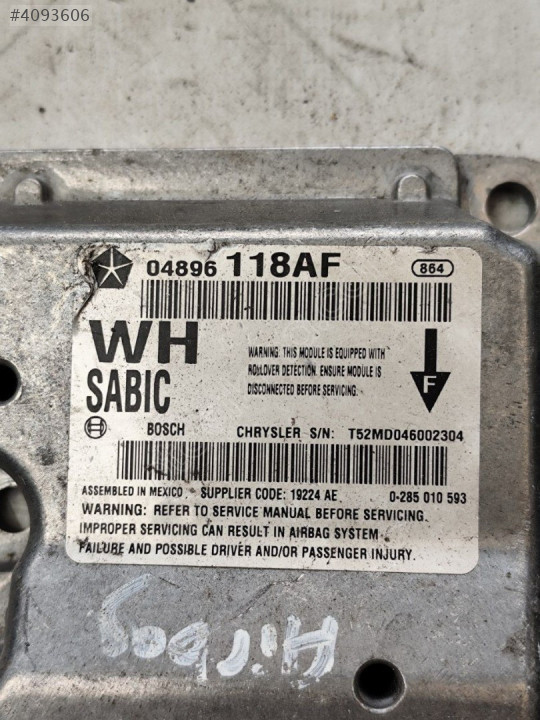 #4093606
04896 118AF 864
WH
SABIC
WARNING: THIS MODULE IS EQUIPPED WITH
ROLLOVER DETECTION. ENSURE MODULE IS
DISCONNECTED BEFORE SERVICING.
F
BOSCH CHRYSLER S/N: T52MD046002304
ASSEMBLED IN MEXICO SUPPLIER CODE: 19224 AE 0-285 010 593
WARNING: REFER TO SERVICE MANUAL BEFORE SERVICING.
IMPROPER SERVICING CAN RESULT IN AIRBAG SYSTEM
FAILURE AND POSSIBLE DRIVER AND/OR PASSENGER INJURY.